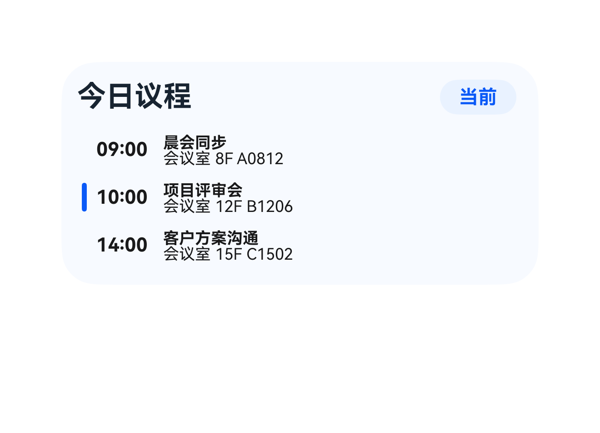 今日议程
当前
09:00
晨会同步
会议室 8F A0812
10:00
项目评审会
会议室 12F B1206
14:00
客户方案沟通
会议室 15F C1502